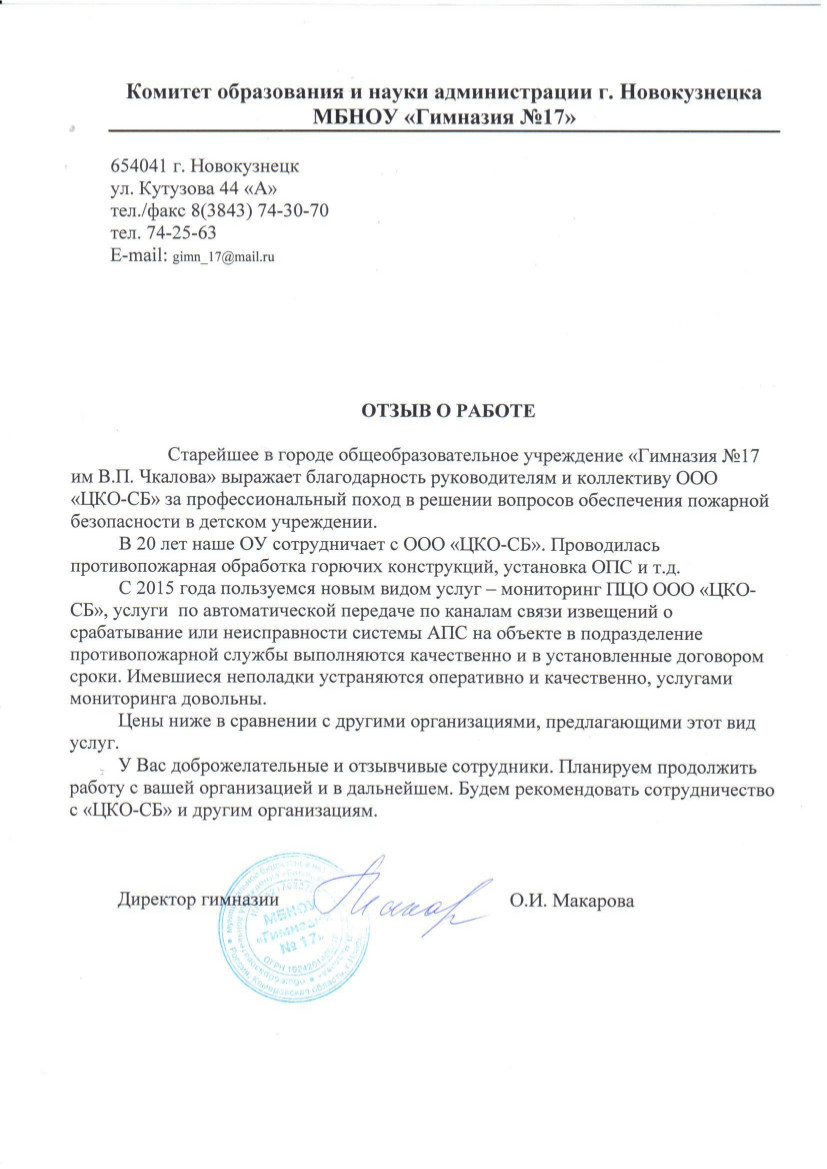 Комитет образования и науки администрации г. Новокузнецка
МБНОУ «Гимназия №17»
654041 г. Новокузнецк
ул. Кутузова 44 «А»
тел./факс 8(3843) 74-30-70
тел. 74-25-63
E-mail: gimn_17@mail.ru
ОТЗЫВ О РАБОТЕ
Старейшее в городе общеобразовательное учреждение «Гимназия №17
им В.П. Чкалова» выражает благодарность руководителям и коллективу ООО
«ЦКО-СБ» за профессиональный поход в решении вопросов обеспечения пожарной
безопасности в детском учреждении.
В 20 лет наше ОУ сотрудничает с ООО «ЦКО-СБ». Проводилась
противопожарная обработка горючих конструкций, установка ОПС и т.д.
С 2015 года пользуемся новым видом услуг – мониторинг ПЦО ООО «ЦКО-
СБ», услуги по автоматической передаче по каналам связи извещений о
срабатывание или неисправности системы АПС на объекте в подразделение
противопожарной службы выполняются качественно и в установленные договором
сроки. Имевшиеся неполадки устраняются оперативно и качественно, услугами
мониторинга довольны.
Цены ниже в сравнении с другими организациями, предлагающими этот вид
услуг.
У Вас доброжелательные и отзывчивые сотрудники. Планируем продолжить
работу с вашей организацией и в дальнейшем. Будем рекомендовать сотрудничество
с «ЦКО-СБ» и другим организациям.
Директор гимназии О.И. Макарова
МБНОУ
«Гимназия
№ 17»